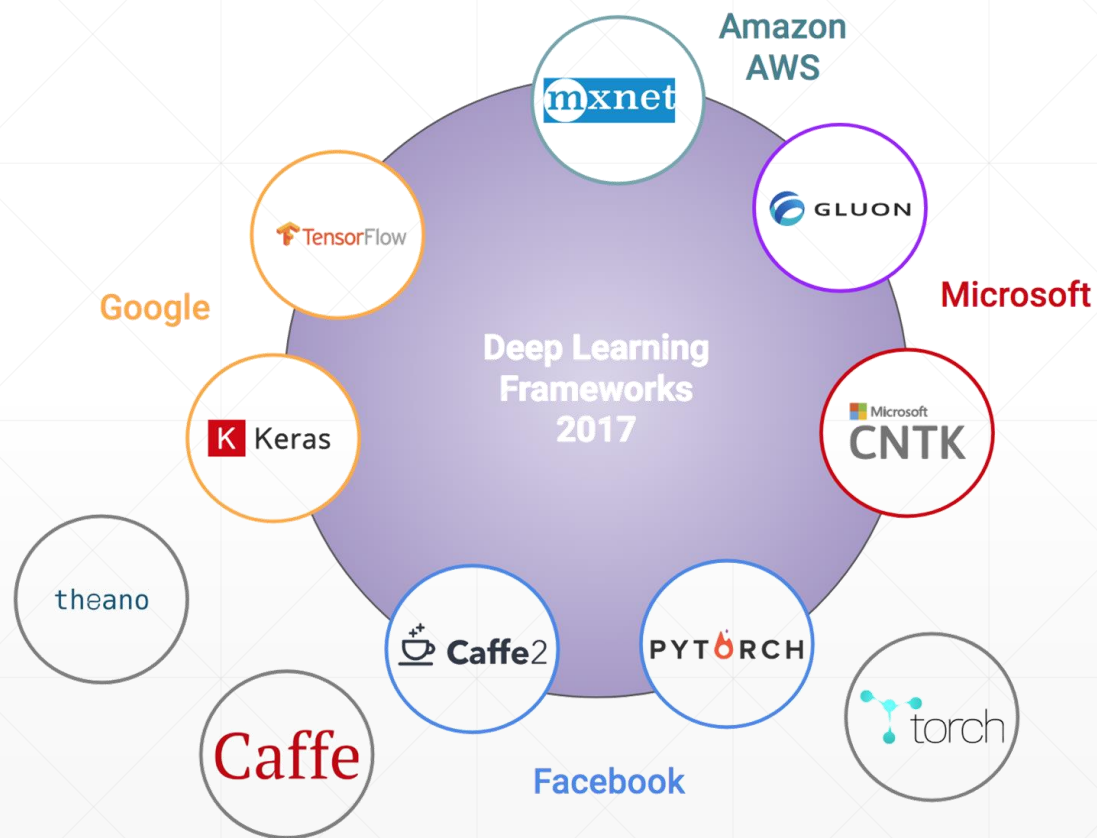 Amazon
AWS
mxnet
GLUON
TensorFlow
Google
Microsoft
Deep Learning
Frameworks
2017
Microsoft
CNTK
K Keras
theano
Caffe2
PYTORCH
torch
Caffe
Facebook